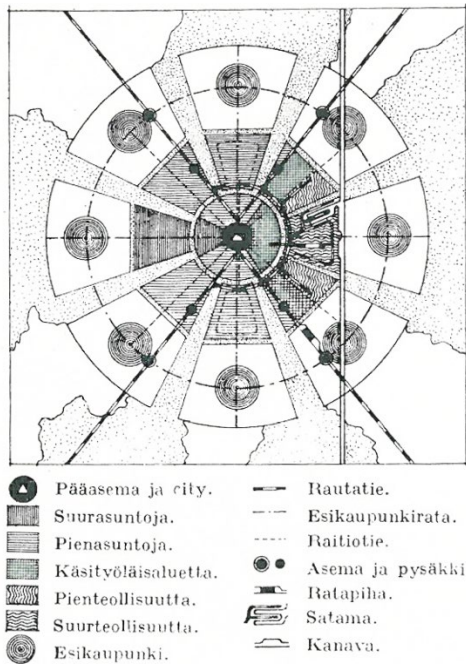 Pääasema ja city.
Suurasuntoja.
Pienasuntoja.
Käsityöläisaluetta.
Pienteollisuutta.
Suurteollisuutta.
Esikaupunki.
Rautatie.
Esikaupunkirata.
Raitiotie.
Asema ja pysäkki
Ratapiha.
Satama.
Kanava.